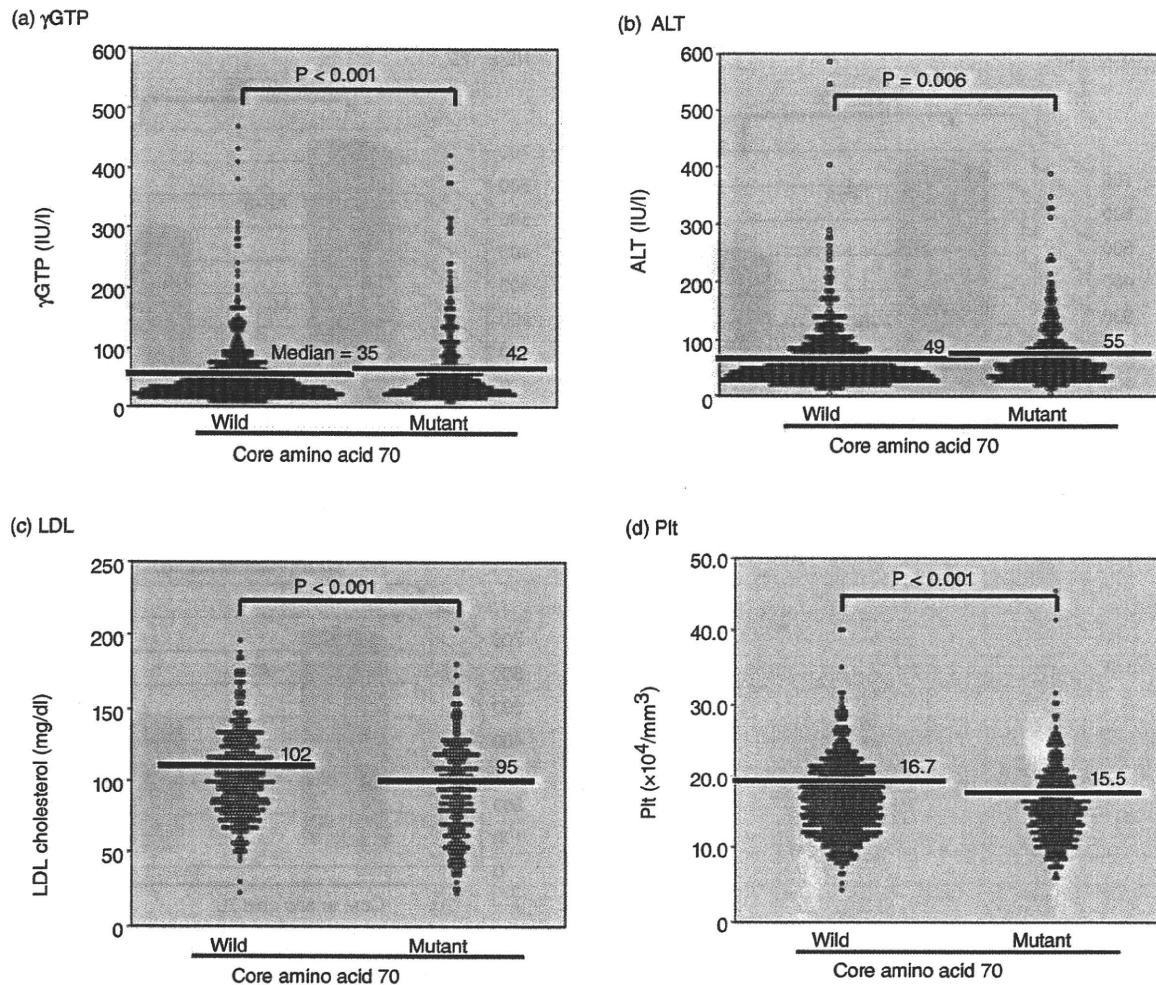 (a) γGTP
600
500
400
300
200
100
0
γGTP (IU/l)
P < 0.001
Median = 35
42
Wild
Mutant
Core amino acid 70
(b) ALT
600
500
400
300
200
100
0
ALT (IU/l)
P = 0.006
49
55
Wild
Mutant
Core amino acid 70
(c) LDL
250
200
150
100
50
0
LDL cholesterol (mg/dl)
P < 0.001
102
95
Wild
Mutant
Core amino acid 70
(d) Plt
50.0
40.0
30.0
20.0
10.0
0
Plt (×10⁴/mm³)
P < 0.001
16.7
15.5
Wild
Mutant
Core amino acid 70